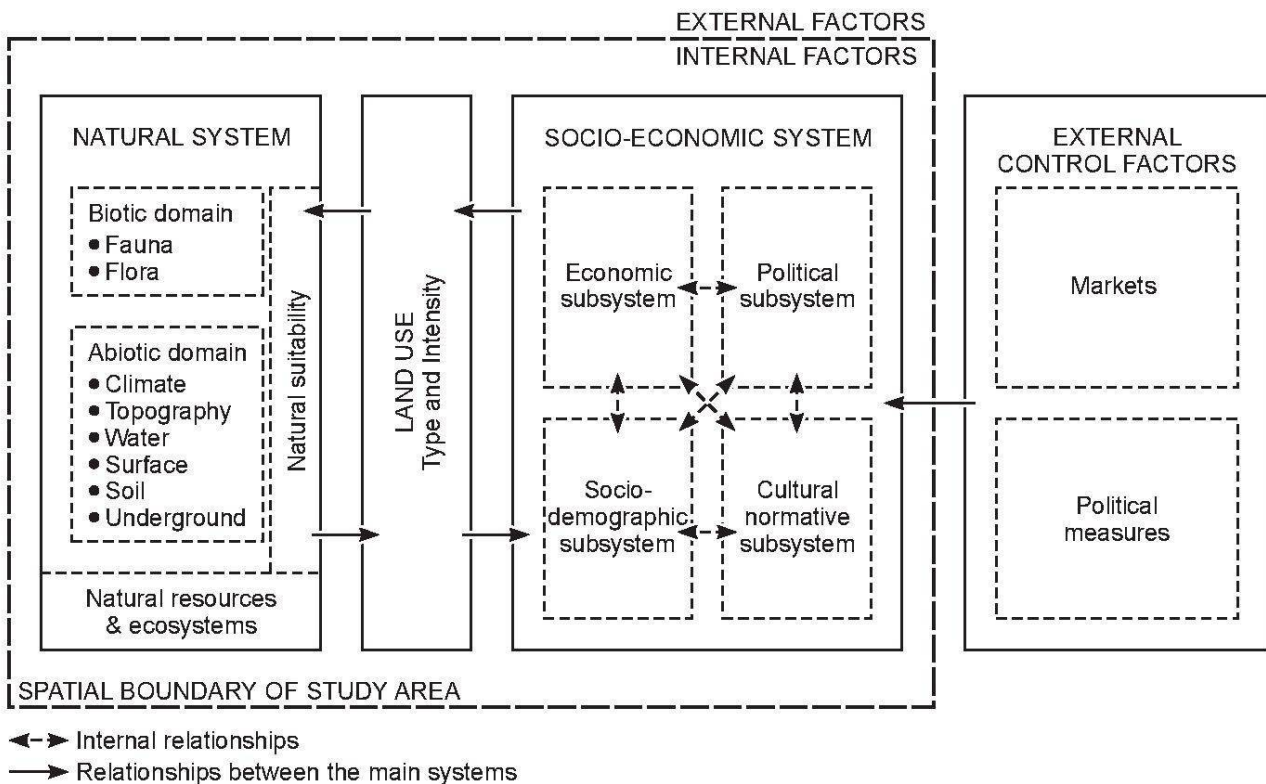 EXTERNAL FACTORS
INTERNAL FACTORS
NATURAL SYSTEM
Biotic domain
● Fauna
● Flora
Abiotic domain
● Climate
● Topography
● Water
● Surface
● Soil
● Underground
Natural suitability
Natural resources
& ecosystems
LAND USE
Type and Intensity
SOCIO-ECONOMIC SYSTEM
Economic
subsystem
Political
subsystem
Socio-
demographic
subsystem
Cultural
normative
subsystem
EXTERNAL
CONTROL FACTORS
Markets
Political
measures
SPATIAL BOUNDARY OF STUDY AREA
Internal relationships
Relationships between the main systems